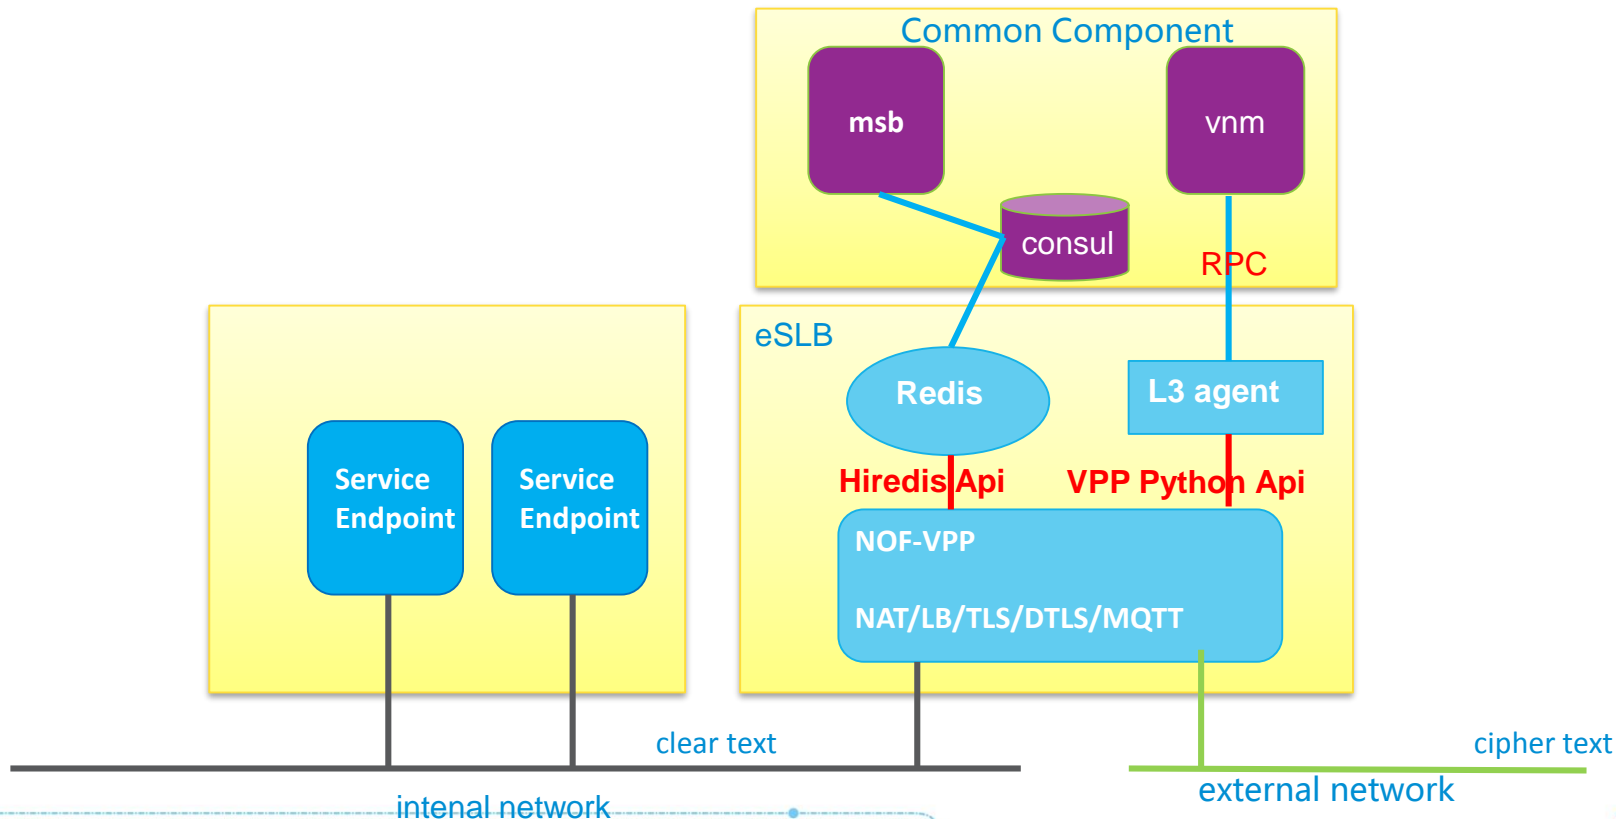 Common Component
msb
vnm
consul
RPC
eSLB
Redis
L3 agent
Hiredis Api
VPP Python Api
Service
Endpoint
Service
Endpoint
NOF-VPP
NAT/LB/TLS/DTLS/MQTT
clear text
cipher text
intenal network
external network